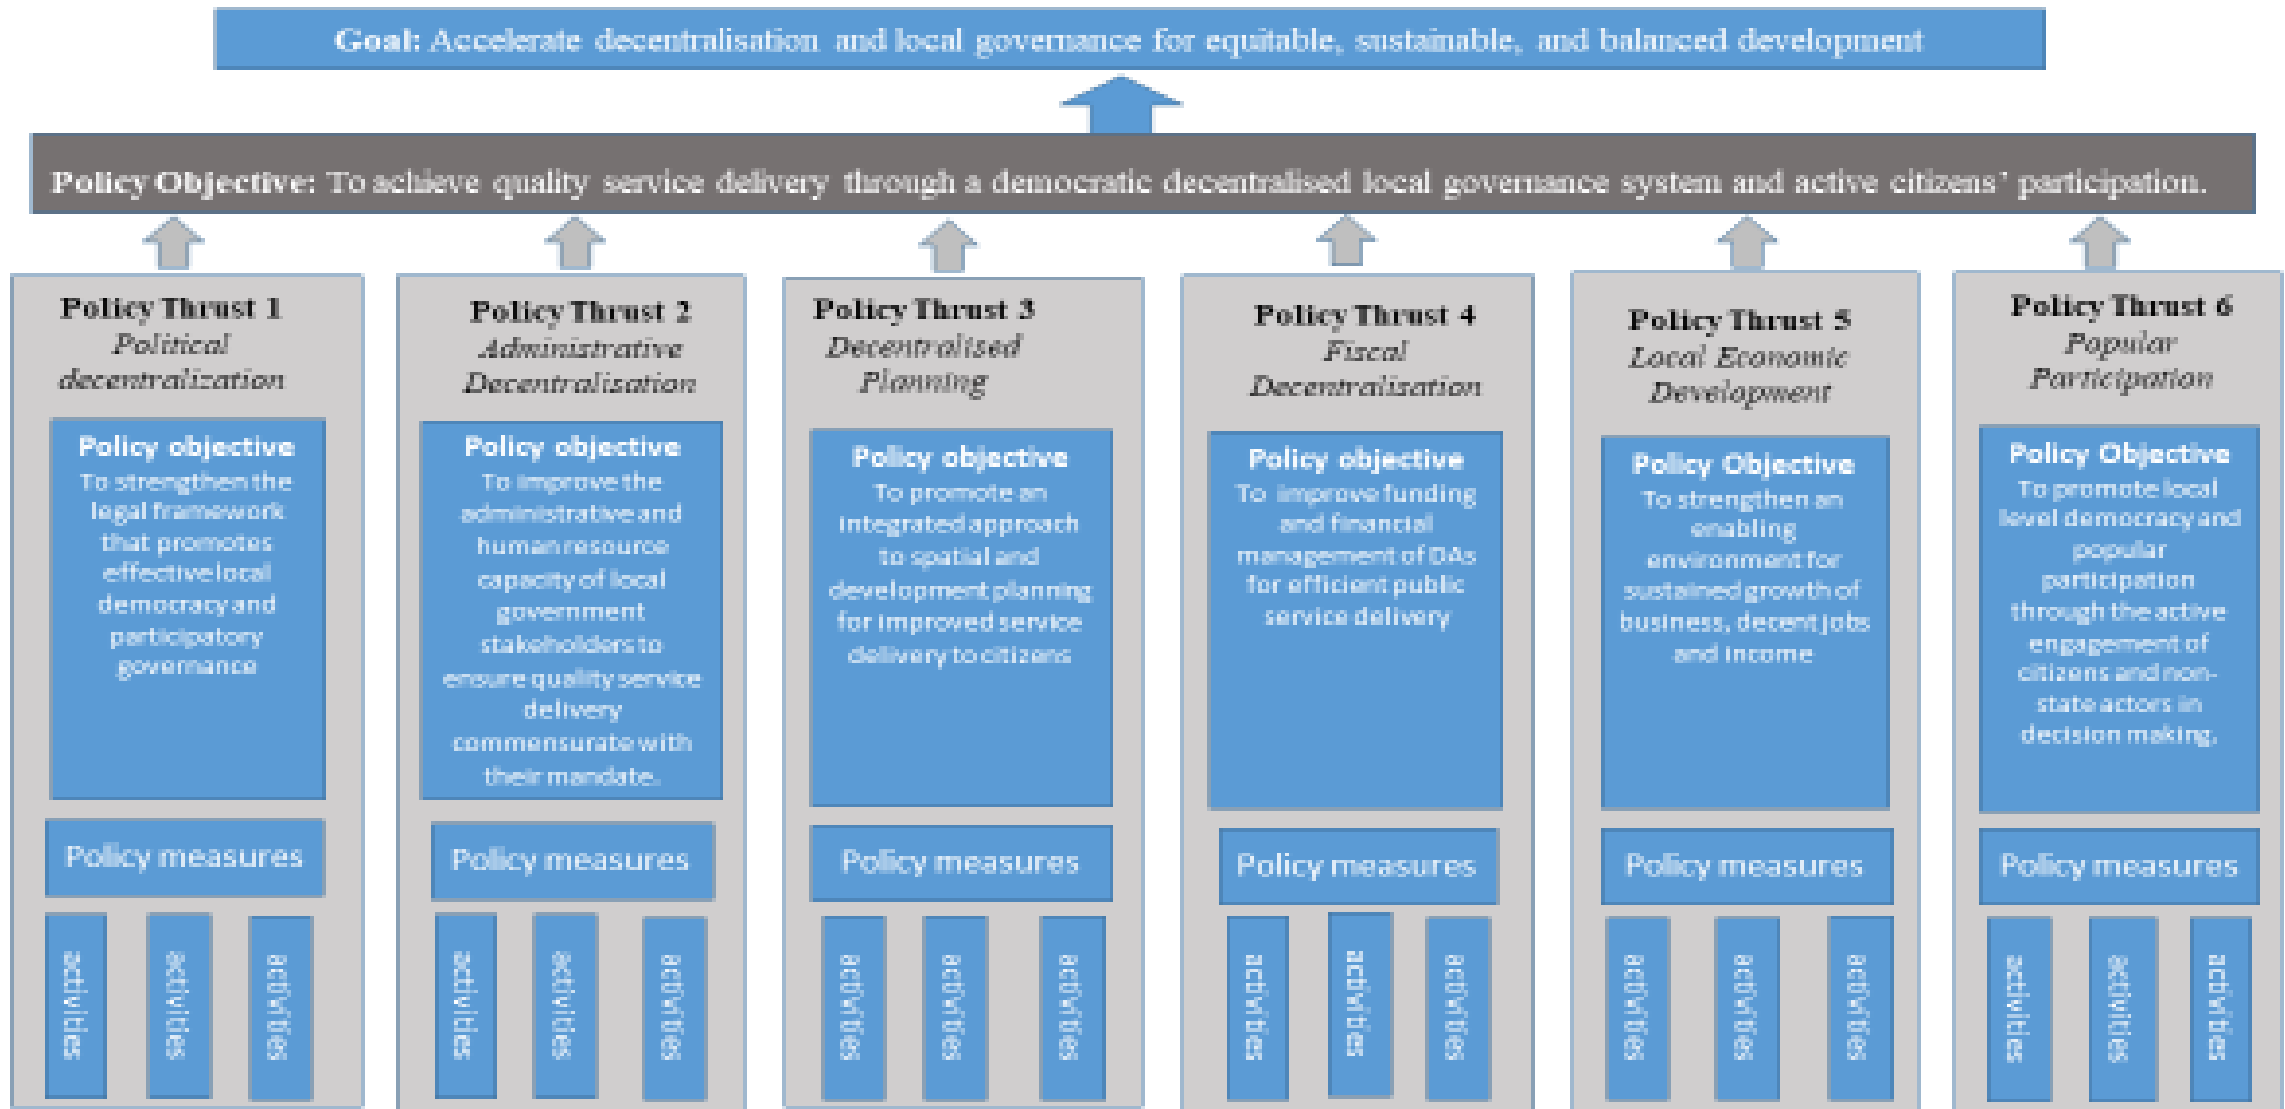 Goal: Accelerate decentralisation and local governance for equitable, sustainable, and balanced development
Policy Objective: To achieve quality service delivery through a democratic decentralised local governance system and active citizens' participation.
Policy Thrust 1
Political
decentralization
Policy objective
To strengthen the
legal framework
that promotes
effective local
democracy and
participatory
governance
Policy measures
activities
activities
activities
Policy Thrust 2
Administrative
Decentralisation
Policy objective
To improve the
administrative and
human resource
capacity of local
government
stakeholders to
ensure quality service
delivery
commensurate with
their mandate.
Policy measures
activities
activities
activities
Policy Thrust 3
Decentralised
Planning
Policy objective
To promote an
integrated approach
to spatial and
development planning
for improved service
delivery to citizens
Policy measures
activities
activities
activities
Policy Thrust 4
Fiscal
Decentralisation
Policy objective
To improve funding
and financial
management of DAs
for efficient public
service delivery
Policy measures
activities
activities
activities
Policy Thrust 5
Local Economic
Development
Policy Objective
To strengthen an
enabling
environment for
sustained growth of
business, decent jobs
and income
Policy measures
activities
activities
activities
Policy Thrust 6
Popular
Participation
Policy Objective
To promote local
level democracy and
popular
participation
through the active
engagement of
citizens and non-
state actors in
decision making.
Policy measures
activities
activities
activities